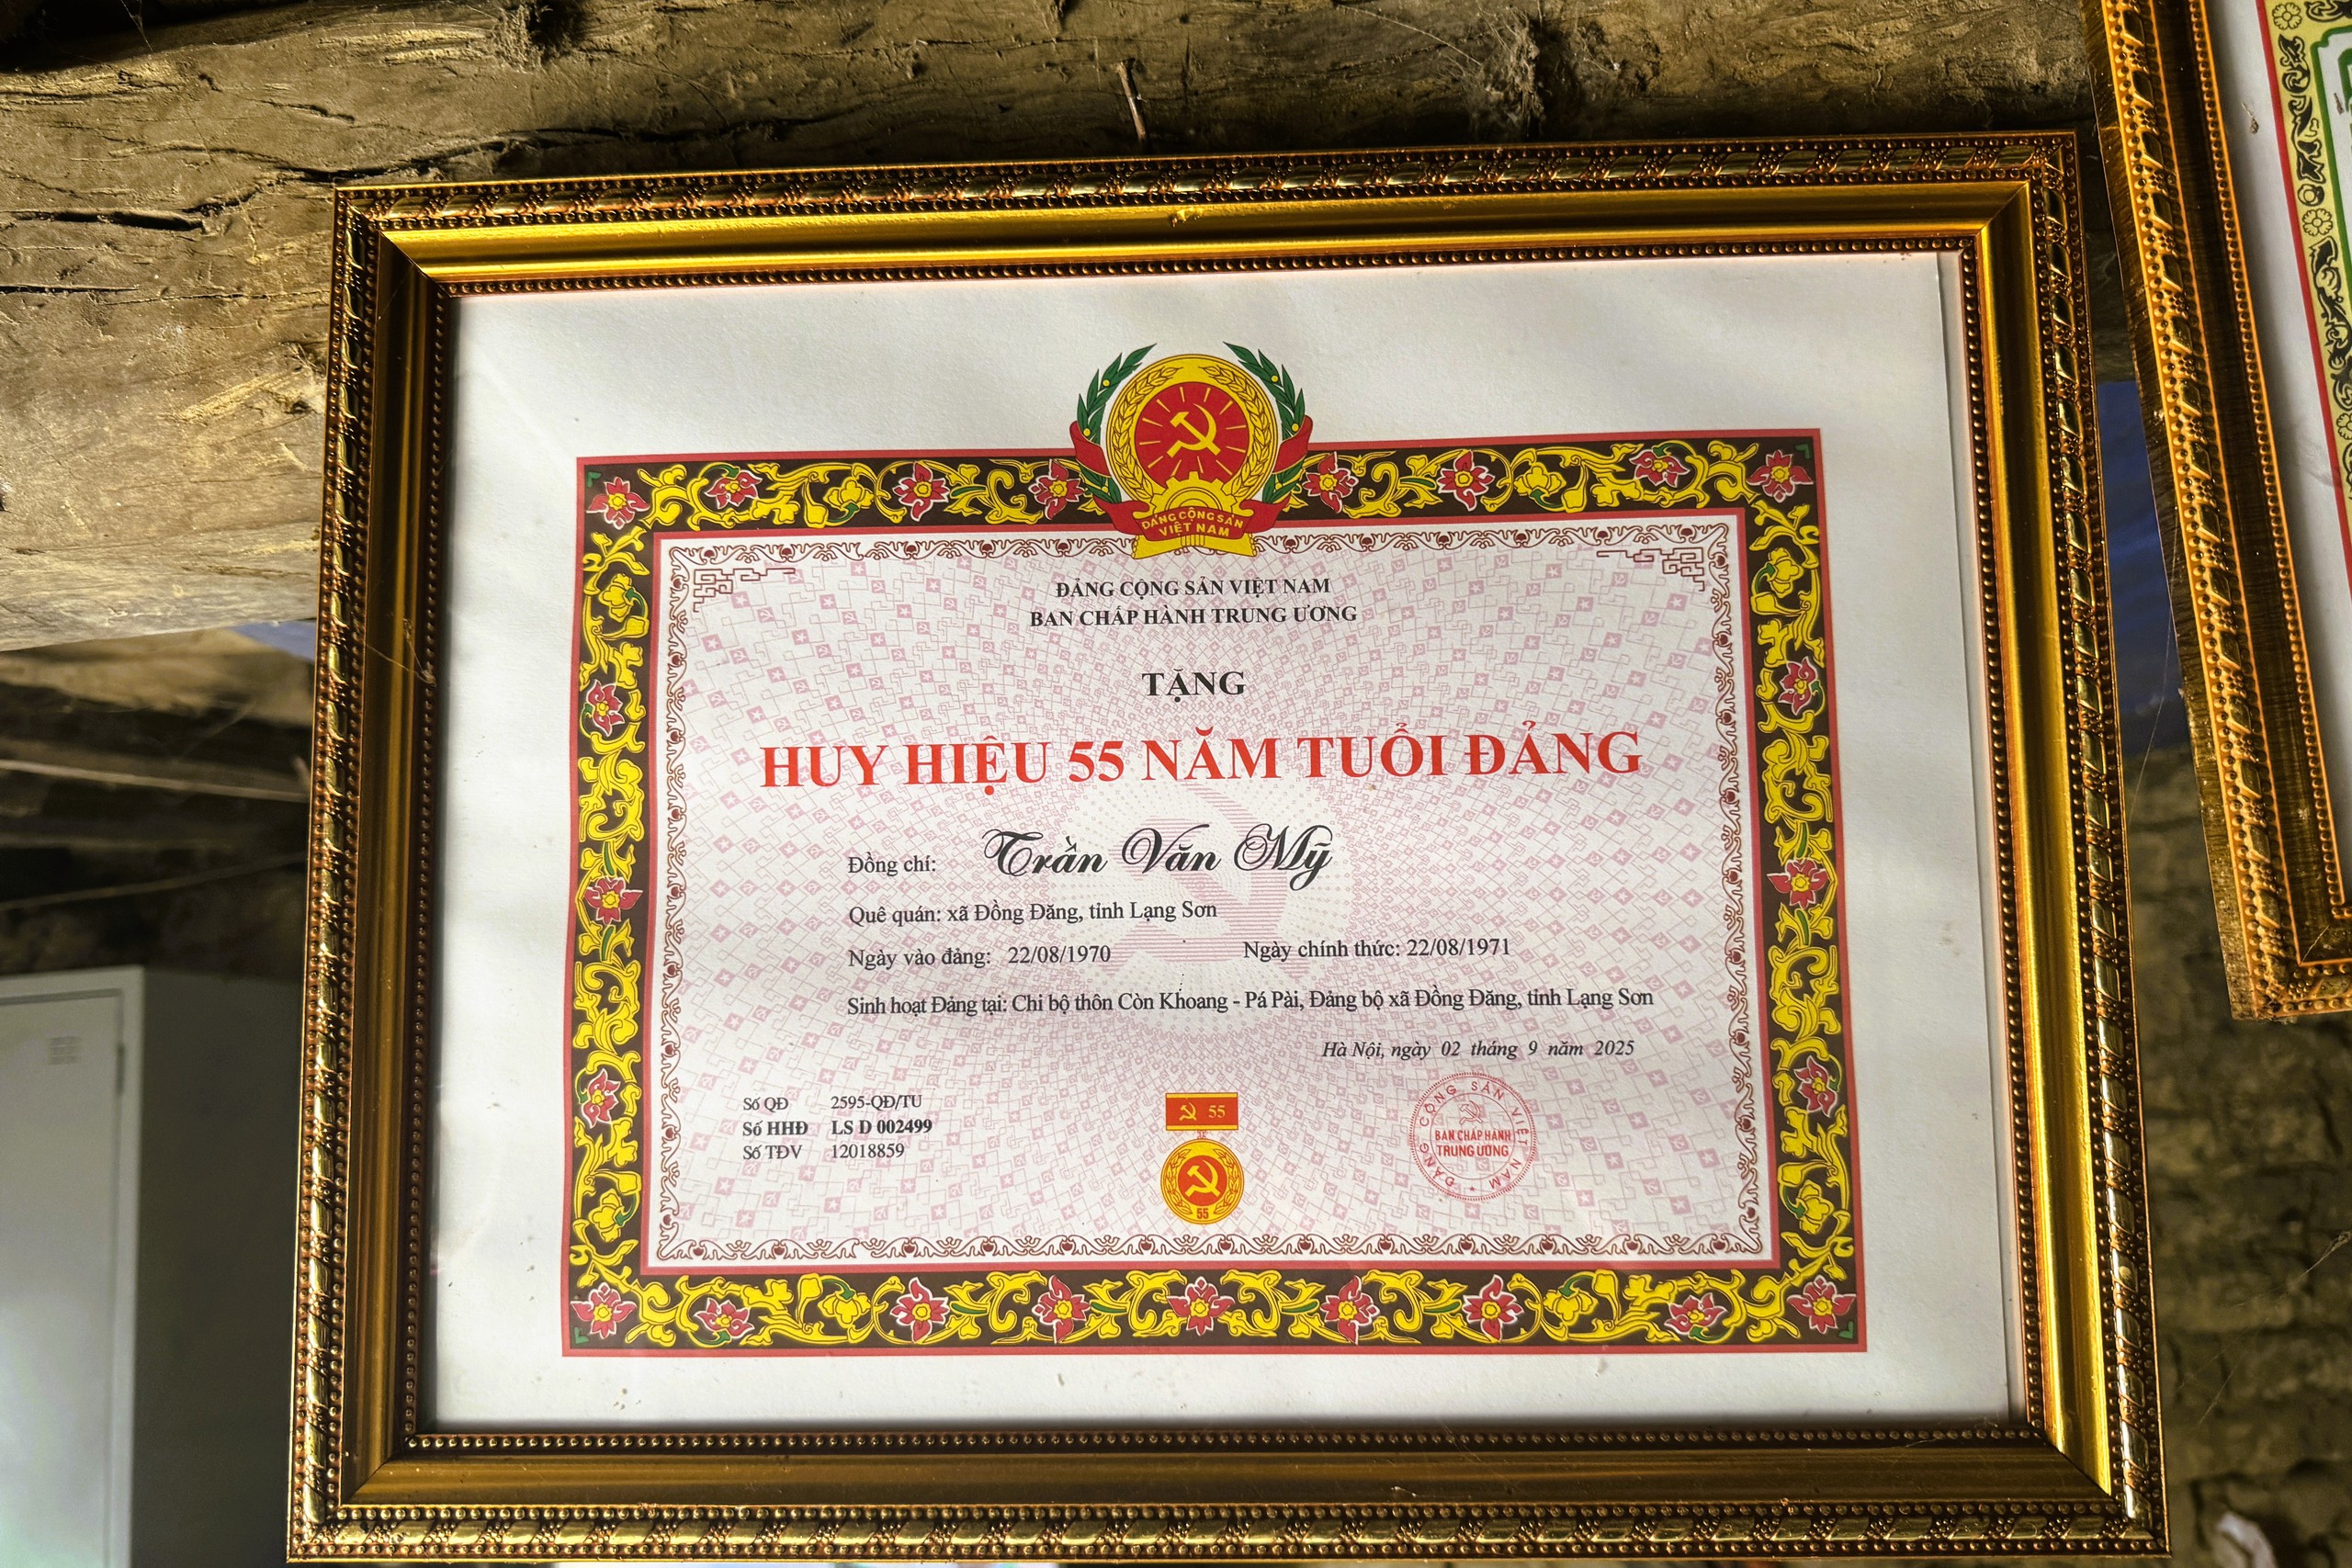 ĐẢNG CỘNG SẢN
VIỆT NAM
ĐẢNG CỘNG SẢN VIỆT NAM
BAN CHẤP HÀNH TRUNG ƯƠNG
TẶNG
HUY HIỆU 55 NĂM TUỔI ĐẢNG
Đồng chí: Trần Văn Mỹ
Quê quán: xã Đồng Đăng, tỉnh Lạng Sơn
Ngày vào đảng: 22/08/1970 Ngày chính thức: 22/08/1971
Sinh hoạt Đảng tại: Chi bộ thôn Còn Khoang - Pá Pài, Đảng bộ xã Đồng Đăng, tỉnh Lạng Sơn
Hà Nội, ngày 02 tháng 9 năm 2025
Số QĐ 2595-QĐ/TU
Số HHĐ LS D 002499
Số TĐV 12018859
55
55
ĐẢNG CỘNG SẢN VIỆT NAM
BAN CHẤP HÀNH
TRUNG ƯƠNG